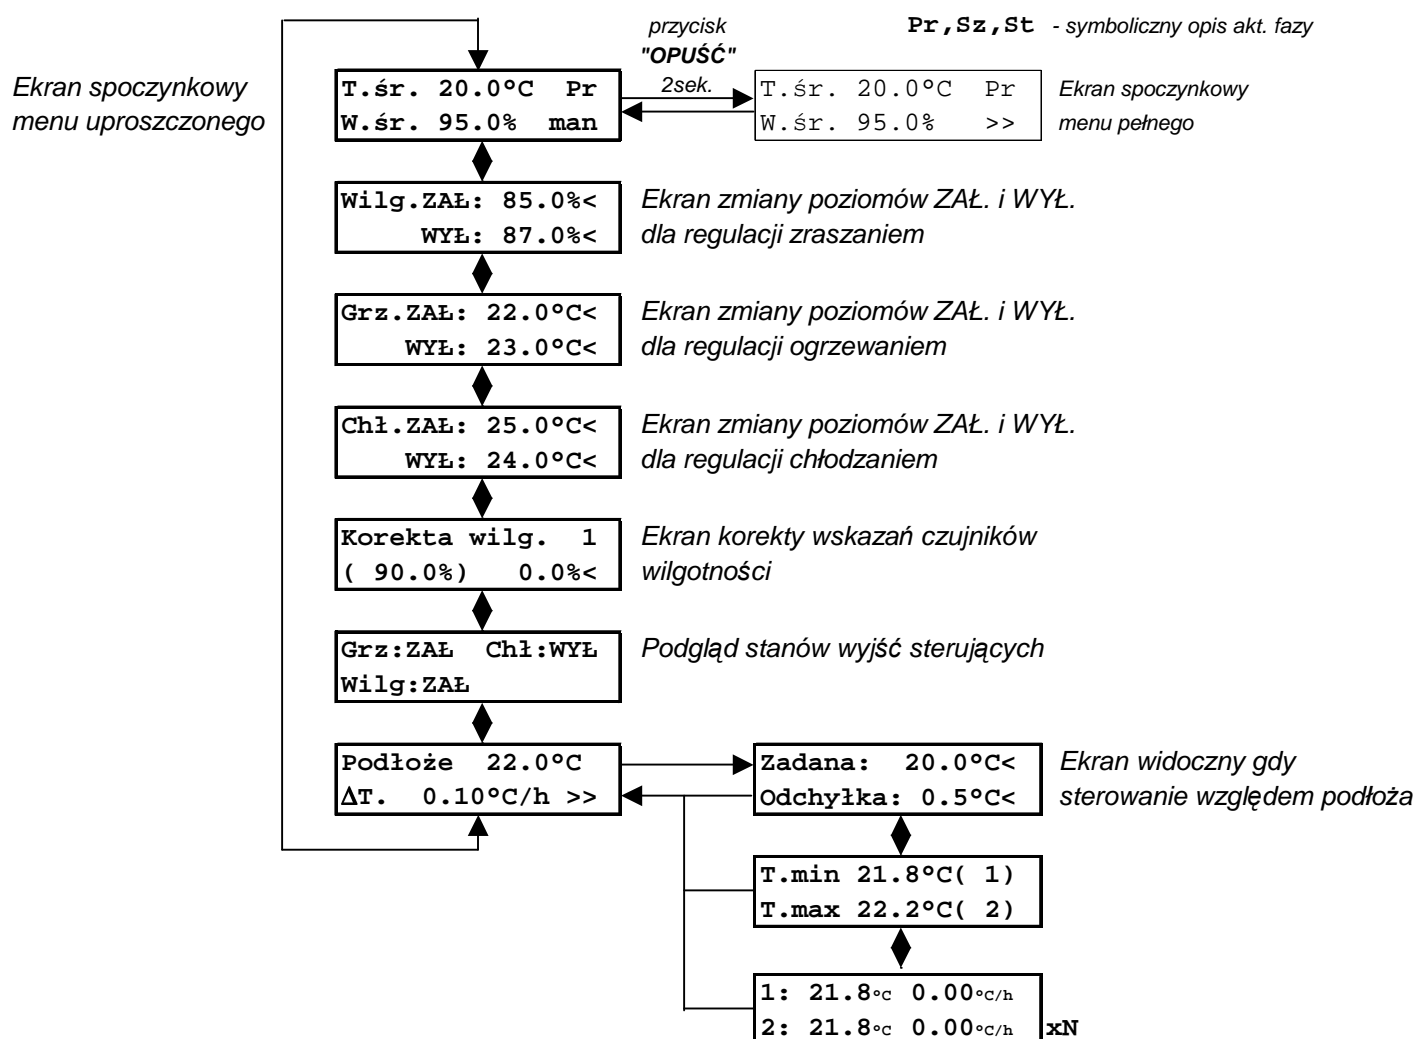 przycisk
"OPUŚĆ"
2sek.
Pr,Sz,St - symboliczny opis akt. fazy
Ekran spoczynkowy
menu uproszczonego
T.śr. 20.0°C Pr
W.śr. 95.0% man
T.śr. 20.0°C Pr
W.śr. 95.0% >>
Ekran spoczynkowy
menu pełnego
Wilg.ZAŁ: 85.0%<
WYŁ: 87.0%<
Ekran zmiany poziomów ZAŁ. i WYŁ.
dla regulacji zraszaniem
Grz.ZAŁ: 22.0°C<
WYŁ: 23.0°C<
Ekran zmiany poziomów ZAŁ. i WYŁ.
dla regulacji ogrzewaniem
Chł.ZAŁ: 25.0°C<
WYŁ: 24.0°C<
Ekran zmiany poziomów ZAŁ. i WYŁ.
dla regulacji chłodzaniem
Korekta wilg. 1
( 90.0%) 0.0%<
Ekran korekty wskazań czujników
wilgotności
Grz:ZAŁ Chł:WYŁ
Wilg:ZAŁ
Podgląd stanów wyjść sterujących
Podłoże 22.0°C
ΔT. 0.10°C/h >>
Zadana: 20.0°C<
Odchyłka: 0.5°C<
Ekran widoczny gdy
sterowanie względem podłoża
T.min 21.8°C( 1)
T.max 22.2°C( 2)
1: 21.8°C 0.00°C/h
2: 21.8°C 0.00°C/h xN